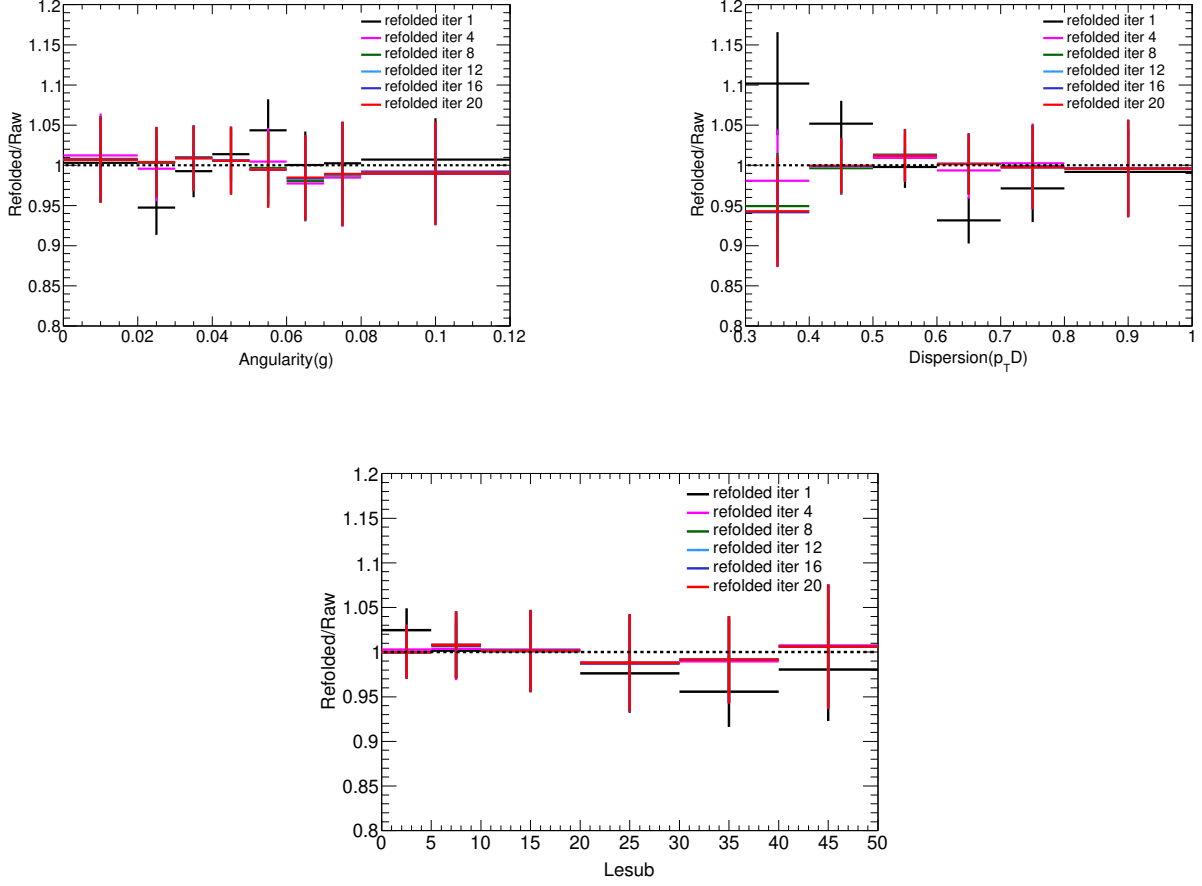 1.2
1.15
1.1
1.05
1
0.95
0.9
0.85
0.8
Refolded/Raw
refolded iter 1
refolded iter 4
refolded iter 8
refolded iter 12
refolded iter 16
refolded iter 20
0 0.02 0.04 0.06 0.08 0.1 0.12
Angularity(g)
1.2
1.15
1.1
1.05
1
0.95
0.9
0.85
0.8
Refolded/Raw
refolded iter 1
refolded iter 4
refolded iter 8
refolded iter 12
refolded iter 16
refolded iter 20
0.3 0.4 0.5 0.6 0.7 0.8 0.9 1
Dispersion(p_TD)
1.2
1.15
1.1
1.05
1
0.95
0.9
0.85
0.8
Refolded/Raw
refolded iter 1
refolded iter 4
refolded iter 8
refolded iter 12
refolded iter 16
refolded iter 20
0 5 10 15 20 25 30 35 40 45 50
Lesub